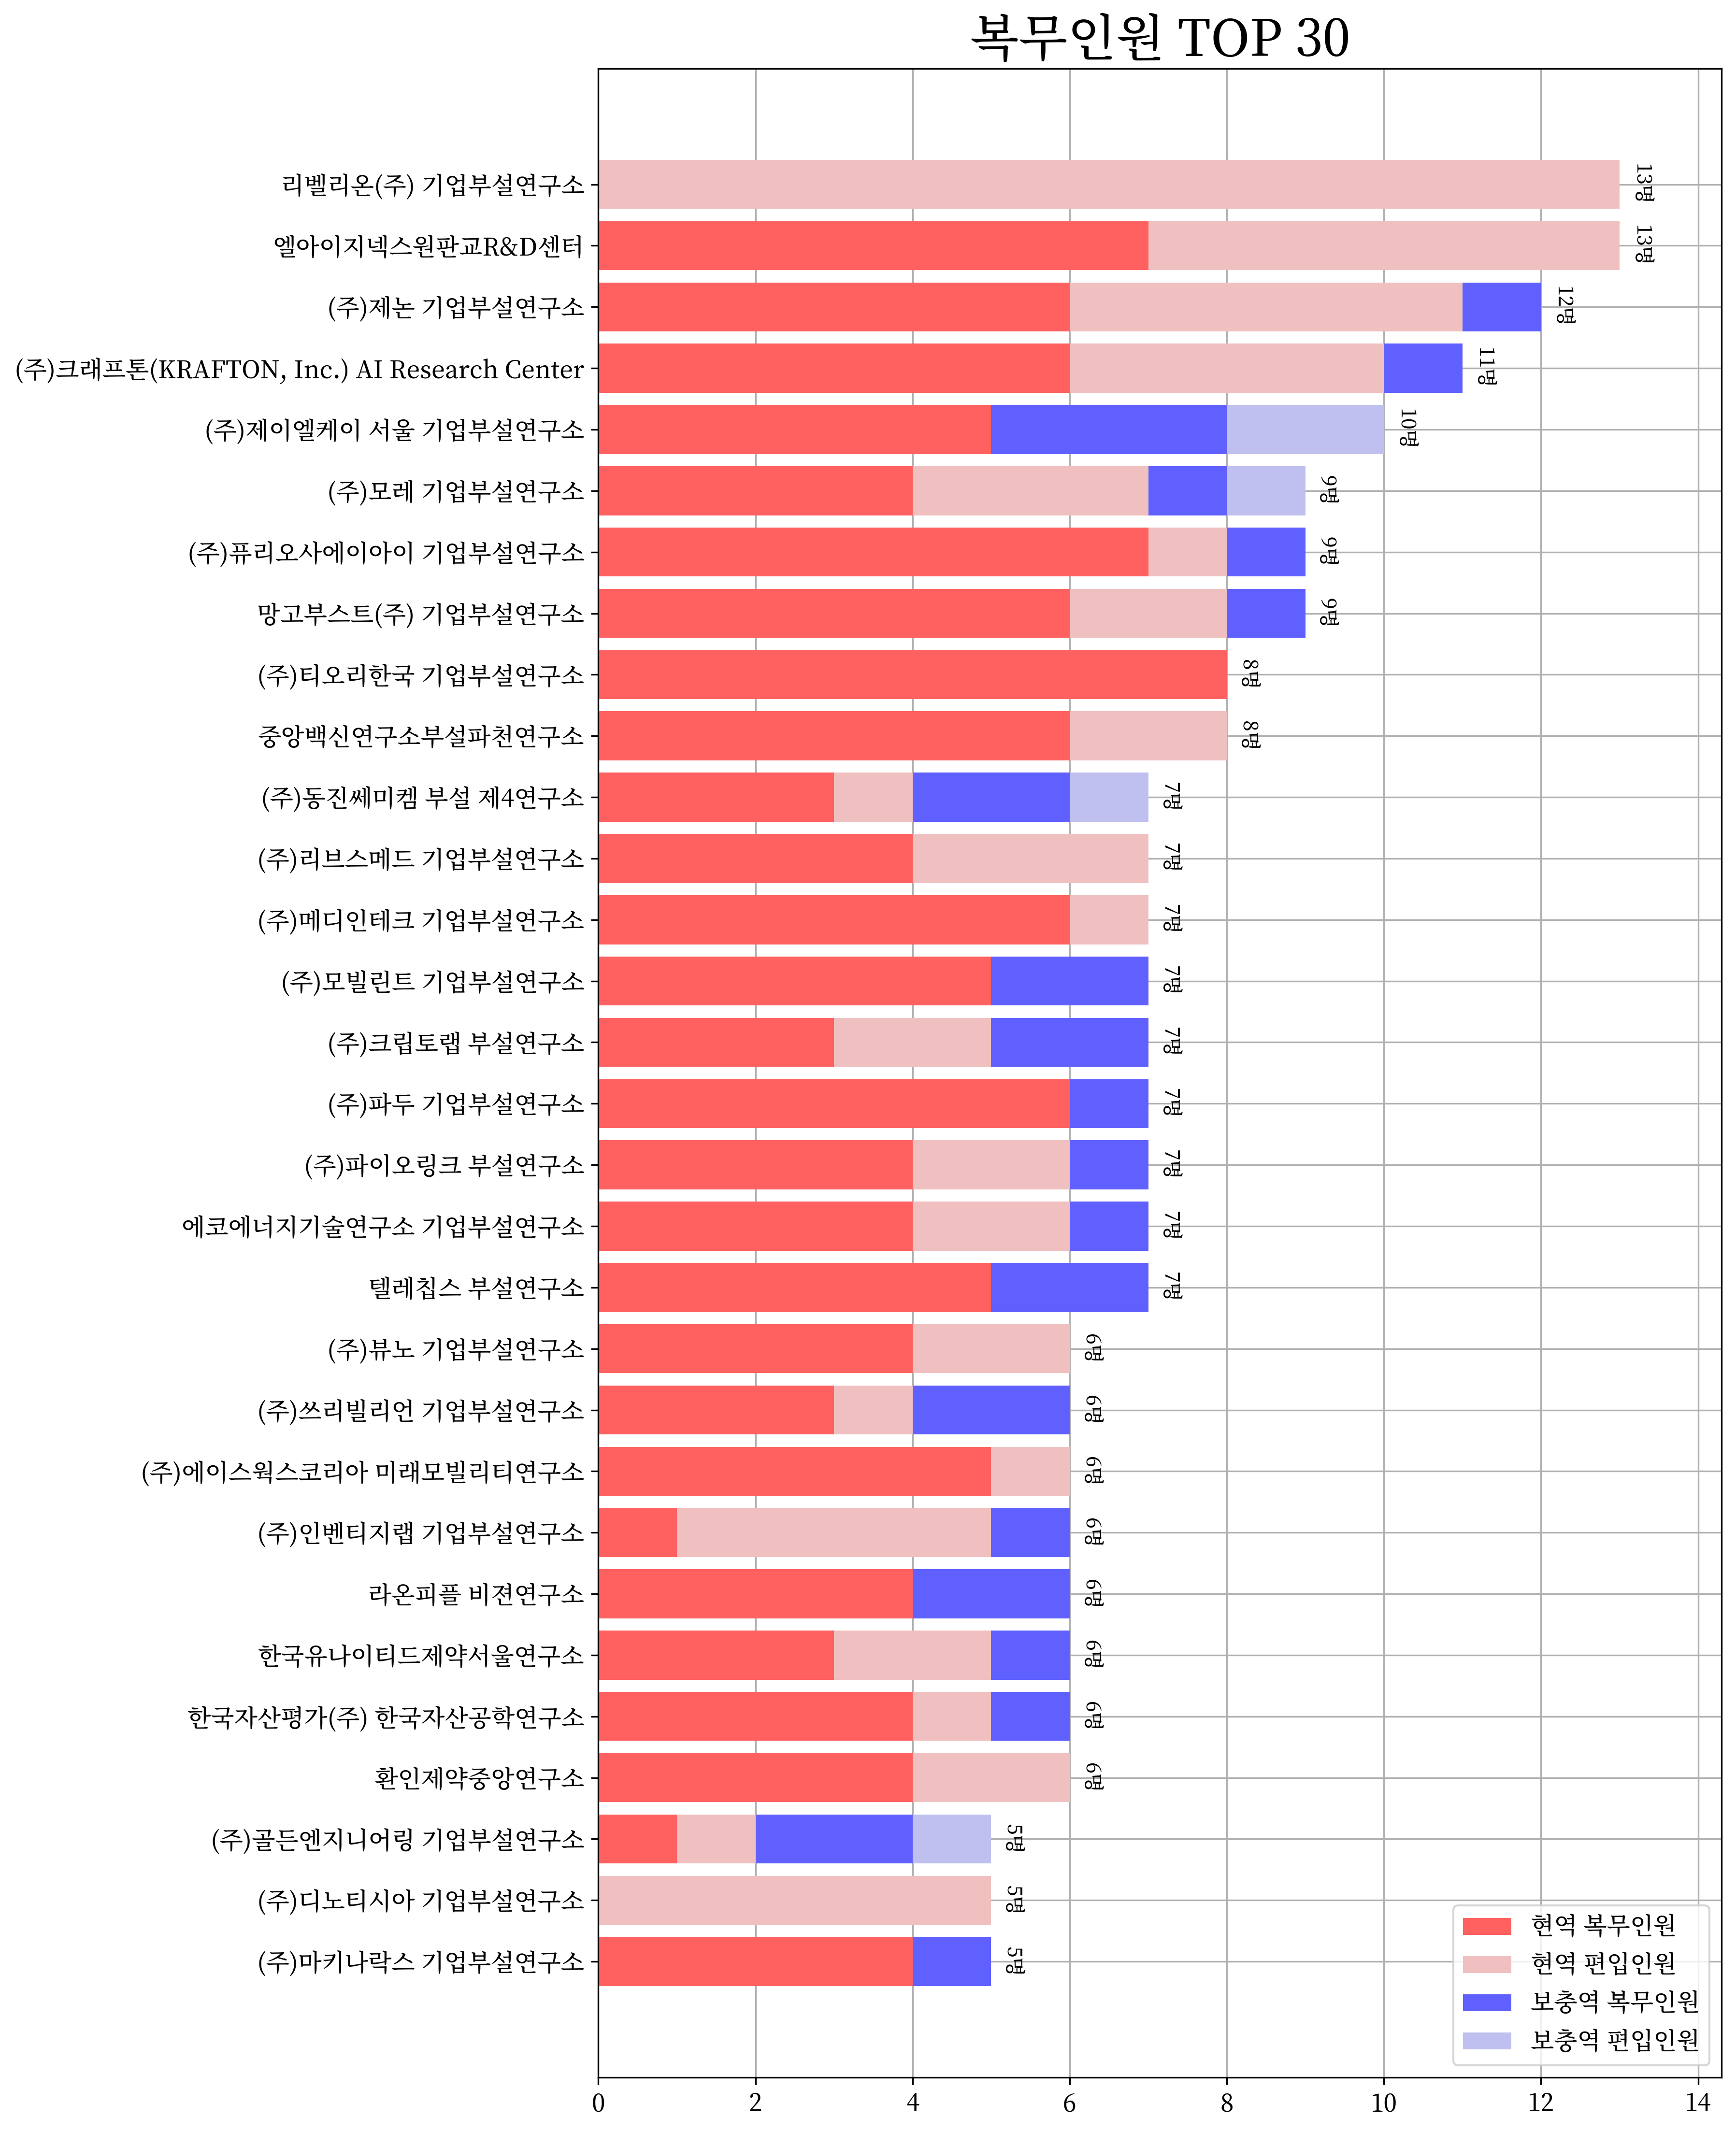 복무인원 TOP 30
리벨리온(주) 기업부설연구소 13명
엘아이지넥스원판교R&D센터 13명
(주)제논 기업부설연구소 12명
(주)크래프톤(KRAFTON, Inc.) AI Research Center 11명
(주)제이엘케이 서울 기업부설연구소 10명
(주)모레 기업부설연구소 9명
(주)퓨리오사에이아이 기업부설연구소 9명
망고부스트(주) 기업부설연구소 9명
(주)티오리한국 기업부설연구소 8명
중앙백신연구소부설파천연구소 8명
(주)동진쎄미켐 부설 제4연구소 7명
(주)리브스메드 기업부설연구소 7명
(주)메디인테크 기업부설연구소 7명
(주)모빌린트 기업부설연구소 7명
(주)크립토랩 부설연구소 7명
(주)파두 기업부설연구소 7명
(주)파이오링크 부설연구소 7명
에코에너지기술연구소 기업부설연구소 7명
텔레칩스 부설연구소 7명
(주)뷰노 기업부설연구소 6명
(주)쓰리빌리언 기업부설연구소 6명
(주)에이스웍스코리아 미래모빌리티연구소 6명
(주)인벤티지랩 기업부설연구소 6명
라온피플 비젼연구소 6명
한국유나이티드제약서울연구소 6명
한국자산평가(주) 한국자산공학연구소 6명
환인제약중앙연구소 6명
(주)골든엔지니어링 기업부설연구소 5명
(주)디노티시아 기업부설연구소 5명
(주)마키나락스 기업부설연구소 5명
현역 복무인원
현역 편입인원
보충역 복무인원
보충역 편입인원
0 2 4 6 8 10 12 14